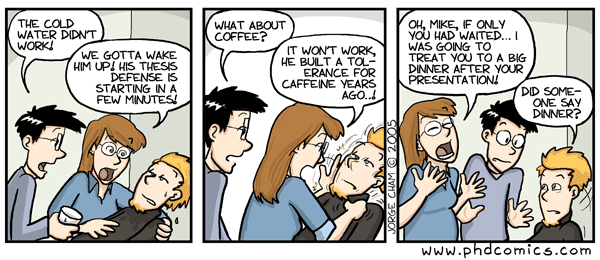 THE COLD
WATER DIDN'T
WORK!
WE GOTTA WAKE
HIM UP! HIS THESIS
DEFENSE IS
STARTING IN A
FEW MINUTES!
WHAT ABOUT
COFFEE?
IT WON'T WORK,
HE BUILT A TOL-
ERANCE FOR
CAFFEINE YEARS
AGO..!
JORGE CHAM © 2005
OH, MIKE, IF ONLY
YOU HAD WAITED... I
WAS GOING TO
TREAT YOU TO A BIG
DINNER AFTER YOUR
PRESENTATION!
DID SOME-
ONE SAY
DINNER?
www.phdcomics.com